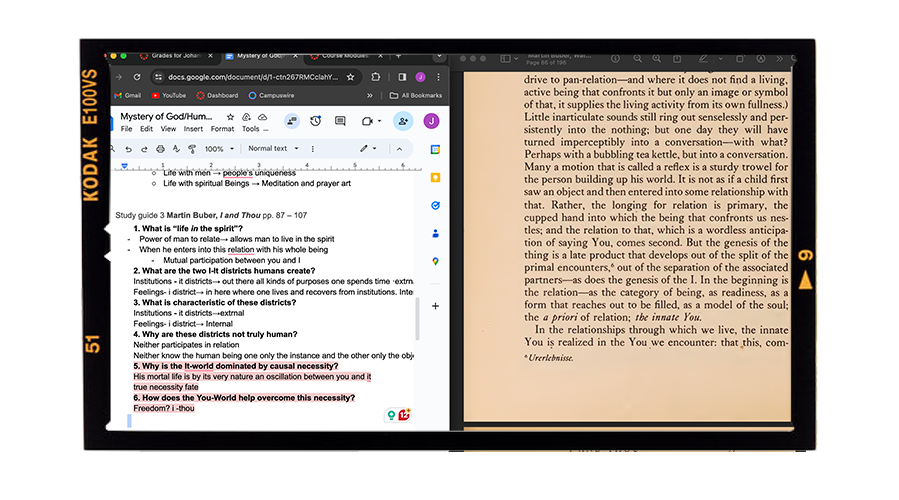 KODAK E100VS
51
6
Grades for Johan
Mystery of God/
Course Modules
docs.google.com/document/d/1-ctn267RMCclahY...
Gmail
YouTube
Dashboard
Campuswire
»
All Bookmarks
Mystery of God/Hum...
File Edit View Insert Format Tools ...
J
100%
Normal text
1 2 3 4 5 6
○ Life with men → people's uniqueness
○ Life with spiritual Beings → Meditation and prayer art
Study guide 3 Martin Buber, I and Thou pp. 87 – 107
1. What is "life in the spirit"?
- Power of man to relate→ allows man to live in the spirit
- When he enters into this relation with his whole being
- Mutual participation between you and I
2. What are the two I-It districts humans create?
Institutions - it districts→ out there all kinds of purposes one spends time
Feelings- i district→ in here where one lives and recovers from institutions.
3. What is characteristic of these districts?
Institutions - it districts→extrnal
Feelings- i district→ Internal
4. Why are these districts not truly human?
Neither participates in relation
Neither know the human being one only the instance and the other only the
5. Why is the It-world dominated by causal necessity?
His mortal life is by its very nature an oscillation between you and it
true necessity fate
6. How does the You-World help overcome this necessity?
Freedom? i -thou
Page 66 of 196
drive to pan-relation—and where it does not find a living,
active being that confronts it but only an image or symbol
of that, it supplies the living activity from its own fullness.)
Little inarticulate sounds still ring out senselessly and per-
sistently into the nothing; but one day they will have
turned imperceptibly into a conversation—with what?
Perhaps with a bubbling tea kettle, but into a conversation.
Many a motion that is called a reflex is a sturdy trowel for
the person building up his world. It is not as if a child first
saw an object and then entered into some relationship with
that. Rather, the longing for relation is primary, the
cupped hand into which the being that confronts us nes-
tles; and the relation to that, which is a wordless anticipa-
tion of saying You, comes second. But the genesis of the
thing is a late product that develops out of the split of the
primal encounters,⁶ out of the separation of the associated
partners—as does the genesis of the I. In the beginning is
the relation—as the category of being, as readiness, as a
form that reaches out to be filled, as a model of the soul;
the a priori of relation; the innate You.
In the relationships through which we live, the innate
You is realized in the You we encounter: that this, com-
⁶ Urerlebnisse.